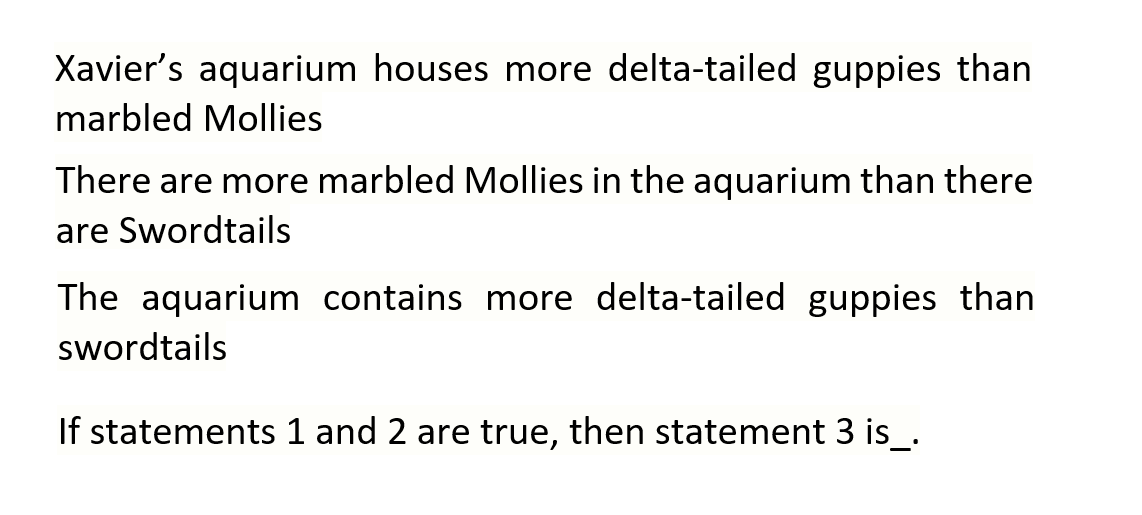 Xavier’s aquarium houses more delta-tailed guppies than
marbled Mollies
There are more marbled Mollies in the aquarium than there
are Swordtails
The aquarium contains more delta-tailed guppies than
swordtails
If statements 1 and 2 are true, then statement 3 is_.